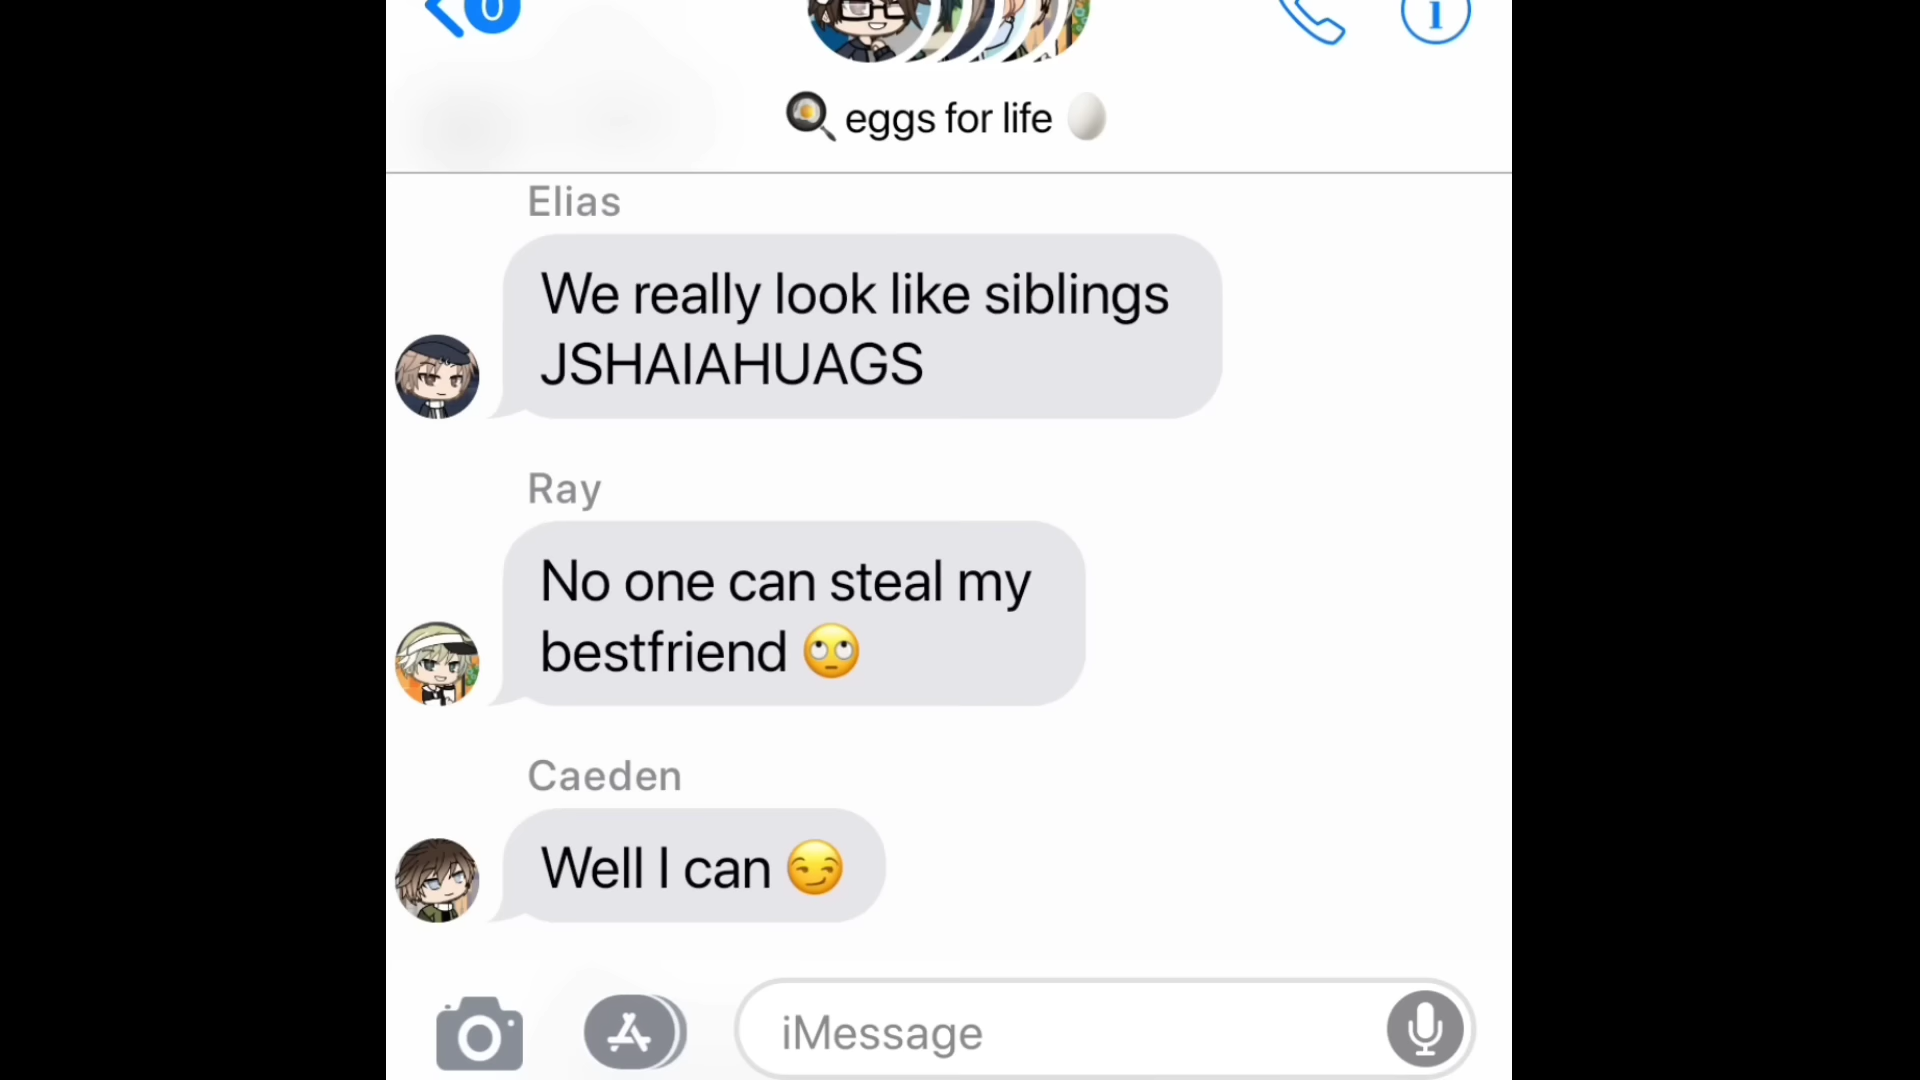 0
🍳 eggs for life 🥚
Elias
We really look like siblings
JSHAIAHUAGS
Ray
No one can steal my
bestfriend 🙄
Caeden
Well I can 😏
iMessage